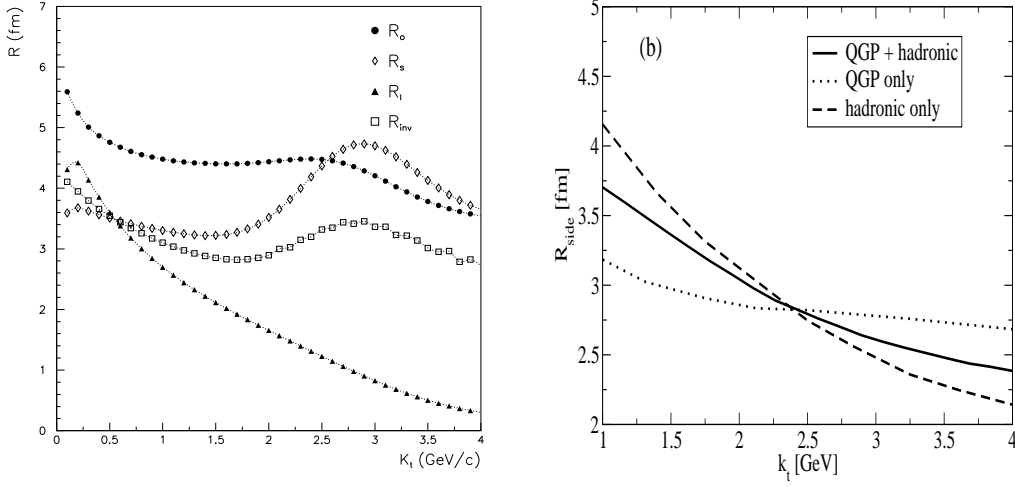 R (fm)
7
6
5
4
3
2
1
0
R_o
R_s
R_l
R_inv
0 0.5 1 1.5 2 2.5 3 3.5 4
K_t (GeV/c)
(b)
QGP + hadronic
QGP only
hadronic only
R_side [fm]
5
4.5
4
3.5
3
2.5
2
1 1.5 2 2.5 3 3.5 4
k_t [GeV]